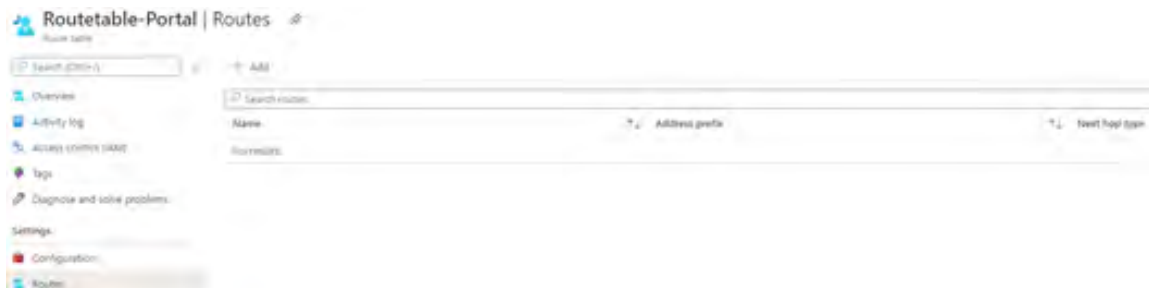 Routetable-Portal | Routes
Route table
Search (Ctrl+/)
Add
Overview
Search routes
Activity log
Name
Address prefix
Next hop type
Access control (IAM)
No results.
Tags
Diagnose and solve problems
Settings
Configuration
Routes